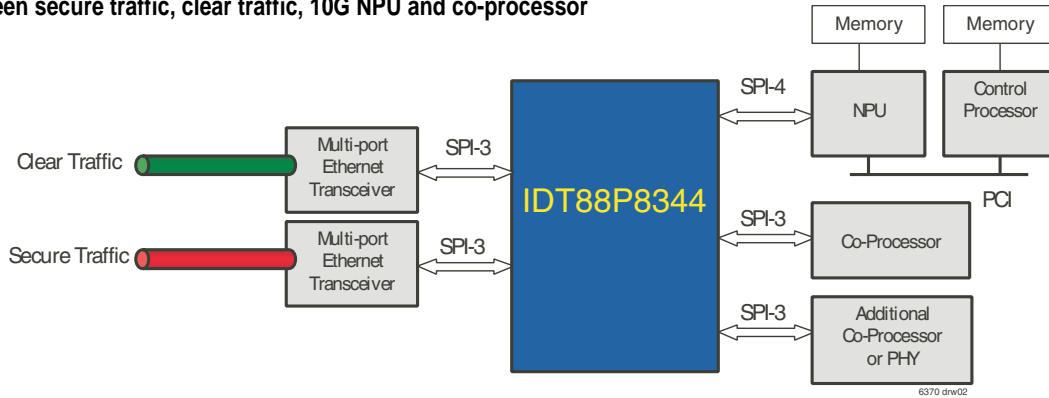 een secure traffic, clear traffic, 10G NPU and co-processor
Memory
Memory
SPI-4
NPU
Control
Processor
Multi-port
Ethernet
Transceiver
SPI-3
Clear Traffic
IDT88P8344
PCI
SPI-3
Co-Processor
Multi-port
Ethernet
Transceiver
SPI-3
Secure Traffic
SPI-3
Additional
Co-Processor
or PHY
6370 drw02